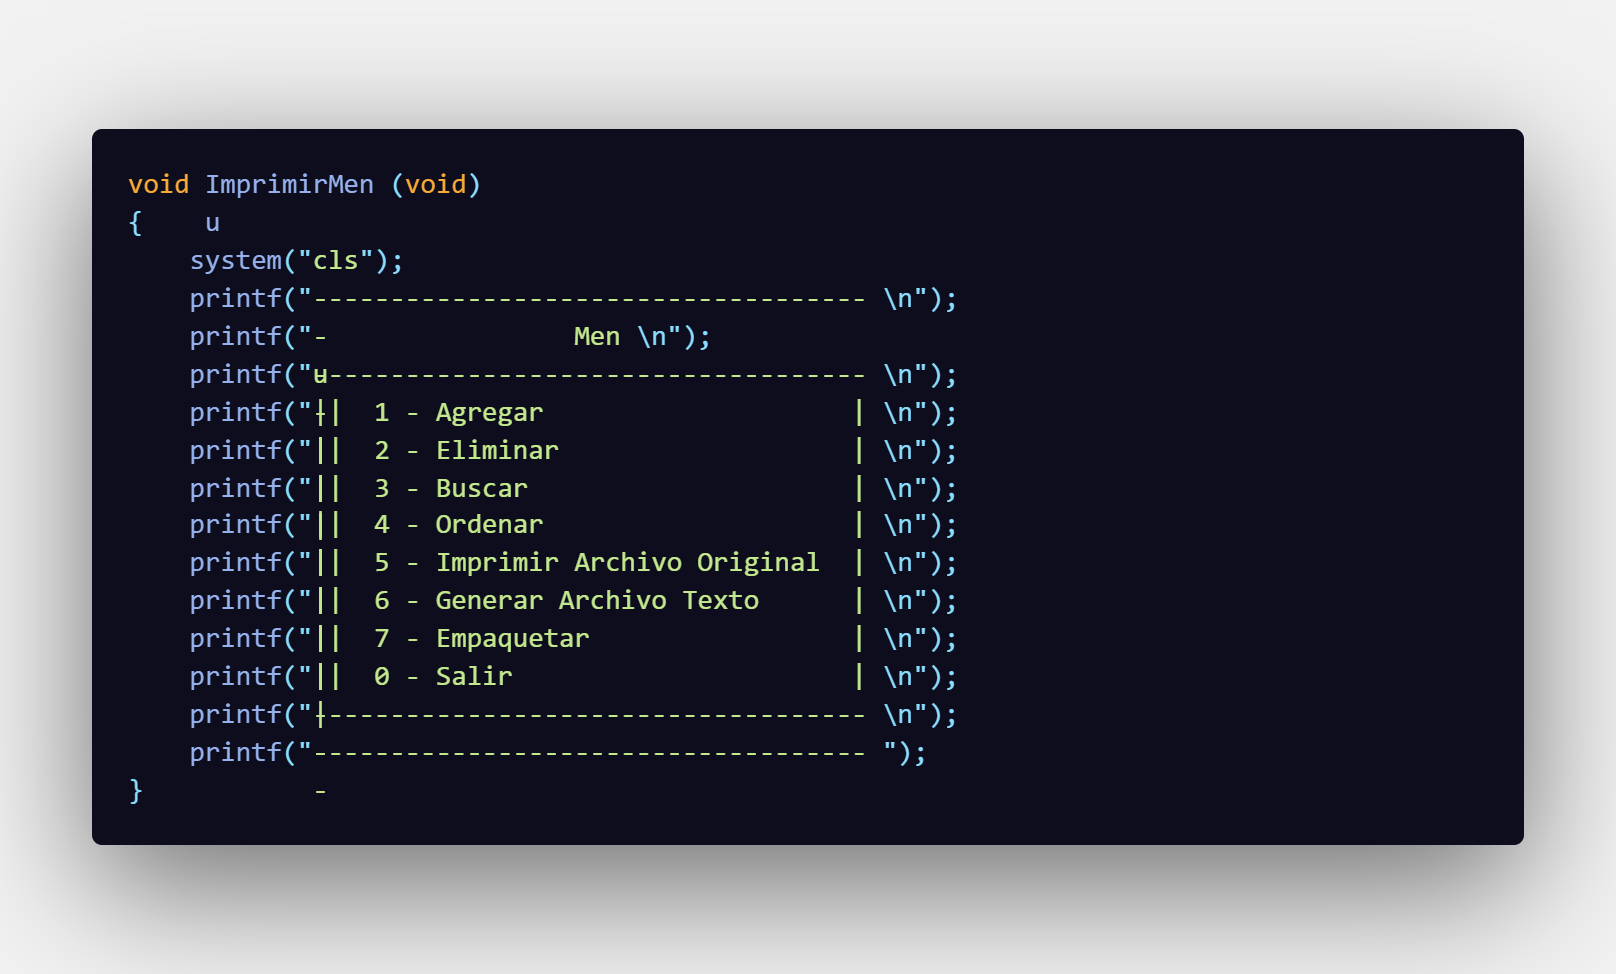 void ImprimirMen (void)
{    u
    system("cls");
    printf("------------------------------------ \n");
    printf("-                Men \n");
    printf("u----------------------------------- \n");
    printf("||  1 - Agregar                    | \n");
    printf("||  2 - Eliminar                   | \n");
    printf("||  3 - Buscar                     | \n");
    printf("||  4 - Ordenar                    | \n");
    printf("||  5 - Imprimir Archivo Original  | \n");
    printf("||  6 - Generar Archivo Texto      | \n");
    printf("||  7 - Empaquetar                 | \n");
    printf("||  0 - Salir                      | \n");
    printf("|----------------------------------- \n");
    printf("------------------------------------ ");
}           -